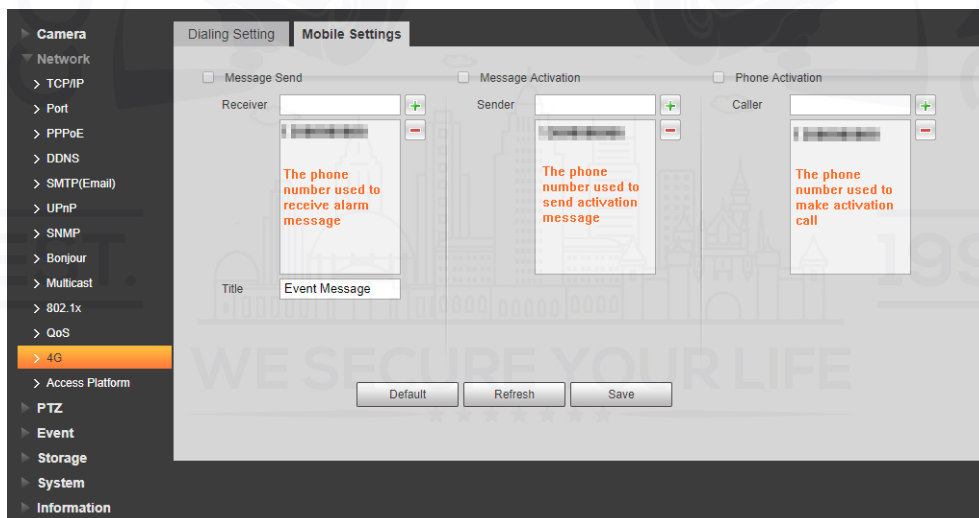 Camera
Dialing Setting
Mobile Settings
Network
TCP/IP
Port
PPPoE
DDNS
SMTP(Email)
UPnP
SNMP
Bonjour
Multicast
802.1x
QoS
4G
Access Platform
PTZ
Event
Storage
System
Information
Message Send
Message Activation
Phone Activation
Receiver
Sender
Caller
The phone
number used to
receive alarm
message
The phone
number used to
send activation
message
The phone
number used to
make activation
call
Title
Event Message
Default
Refresh
Save
EST.
199
WE SECURE YOUR LIFE